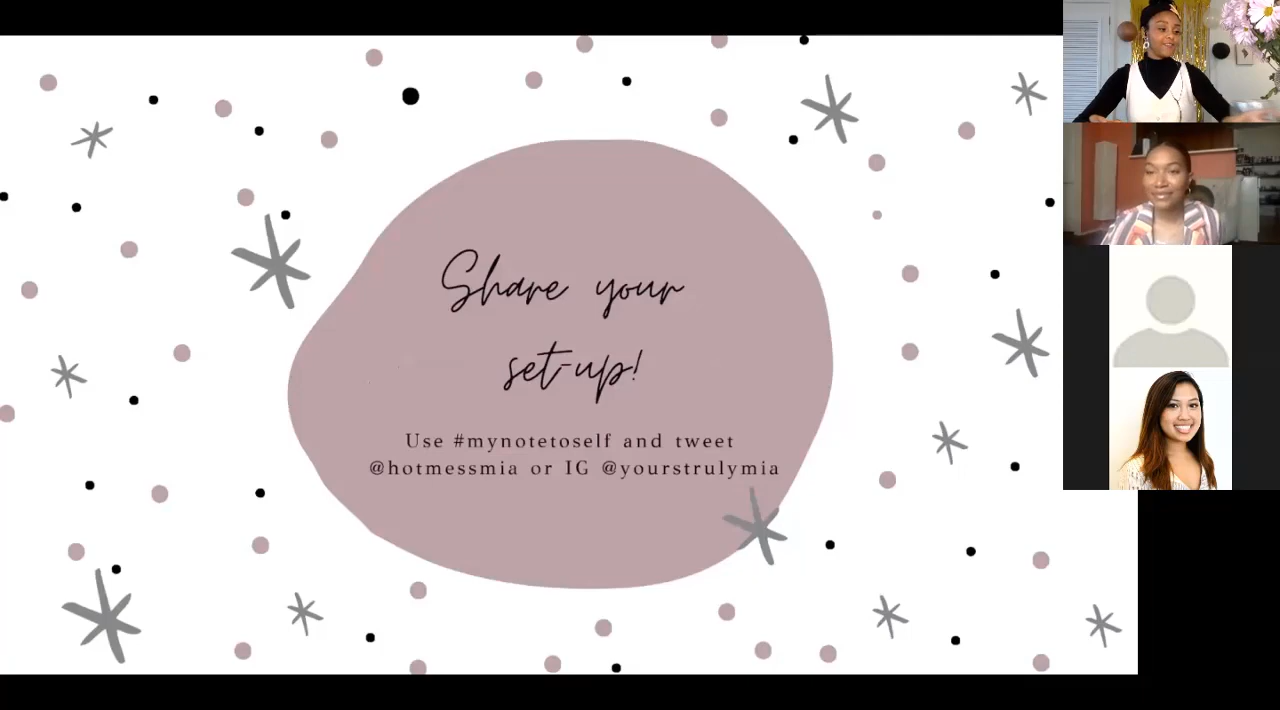 Share your
set-up!
Use #mynotetoself and tweet
@hotmessmia or IG @yourstrulymia